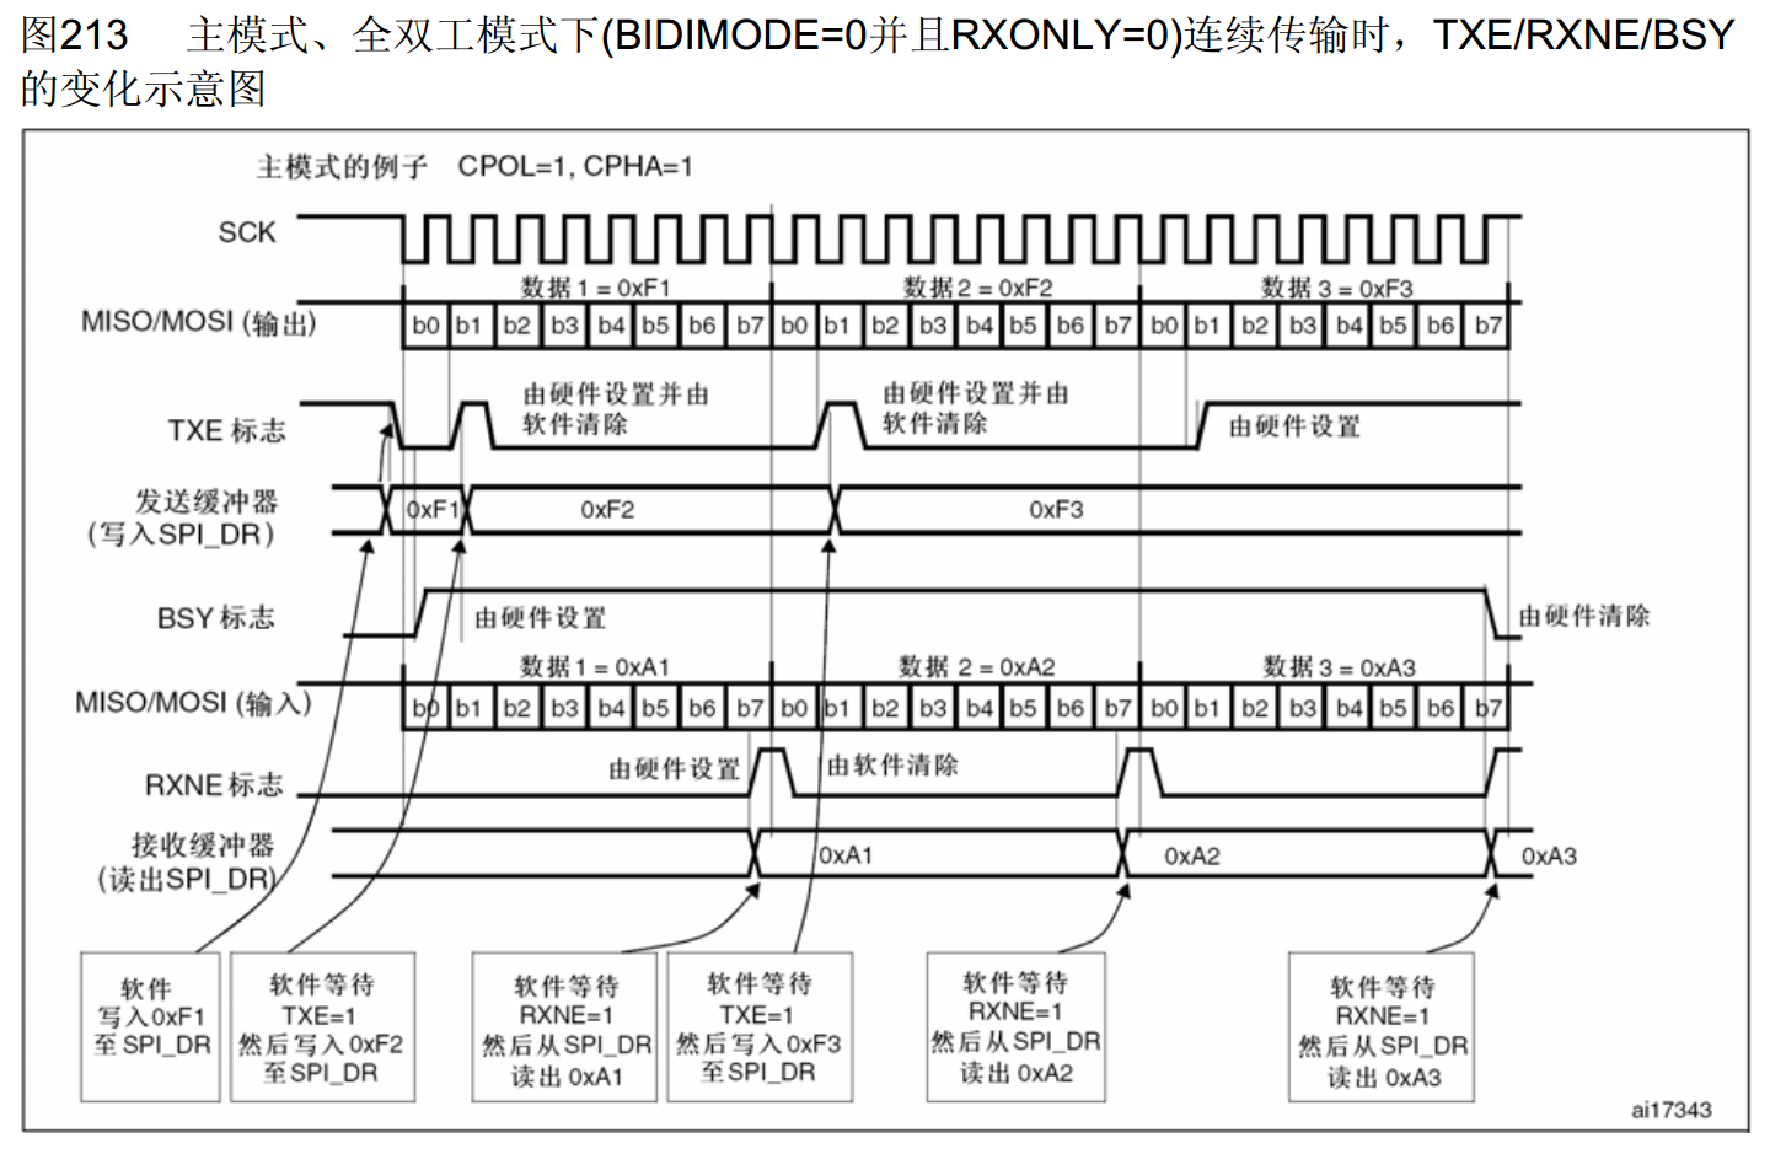 图213 主模式、全双工模式下(BIDIMODE=0并且RXONLY=0)连续传输时，TXE/RXNE/BSY
的变化示意图
主模式的例子 CPOL=1, CPHA=1
SCK
数据 1 = 0xF1 数据 2 = 0xF2 数据 3 = 0xF3
MISO/MOSI (输出) b0 b1 b2 b3 b4 b5 b6 b7 b0 b1 b2 b3 b4 b5 b6 b7 b0 b1 b2 b3 b4 b5 b6 b7
TXE 标志
由硬件设置并由
软件清除
由硬件设置并由
软件清除
由硬件设置
发送缓冲器
(写入SPI_DR)
0xF1 0xF2 0xF3
BSY 标志 由硬件设置 由硬件清除
数据 1 = 0xA1 数据 2 = 0xA2 数据 3 = 0xA3
MISO/MOSI (输入) b0 b1 b2 b3 b4 b5 b6 b7 b0 b1 b2 b3 b4 b5 b6 b7 b0 b1 b2 b3 b4 b5 b6 b7
RXNE 标志 由硬件设置 由软件清除
接收缓冲器
(读出SPI_DR)
0xA1 0xA2 0xA3
软件
写入0xF1
至SPI_DR
软件等待
TXE=1
然后写入0xF2
至SPI_DR
软件等待
RXNE=1
然后从SPI_DR
读出 0xA1
软件等待
TXE=1
然后写入0xF3
至SPI_DR
软件等待
RXNE=1
然后从SPI_DR
读出 0xA2
软件等待
RXNE=1
然后从SPI_DR
读出 0xA3
ai17343